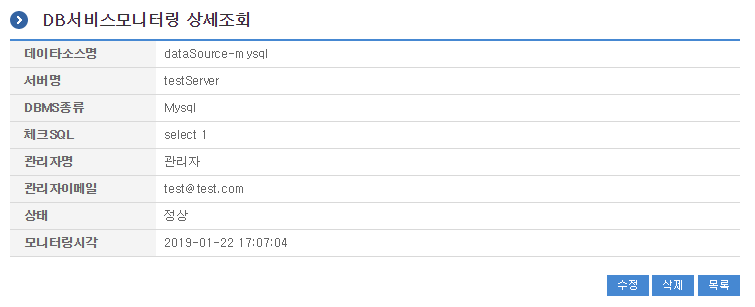 DB서비스모니터링 상세조회
데이타소스명 dataSource-mysql
서버명 testServer
DBMS종류 Mysql
체크SQL select 1
관리자명 관리자
관리자이메일 test@test.com
상태 정상
모니터링시각 2019-01-22 17:07:04
수정 삭제 목록